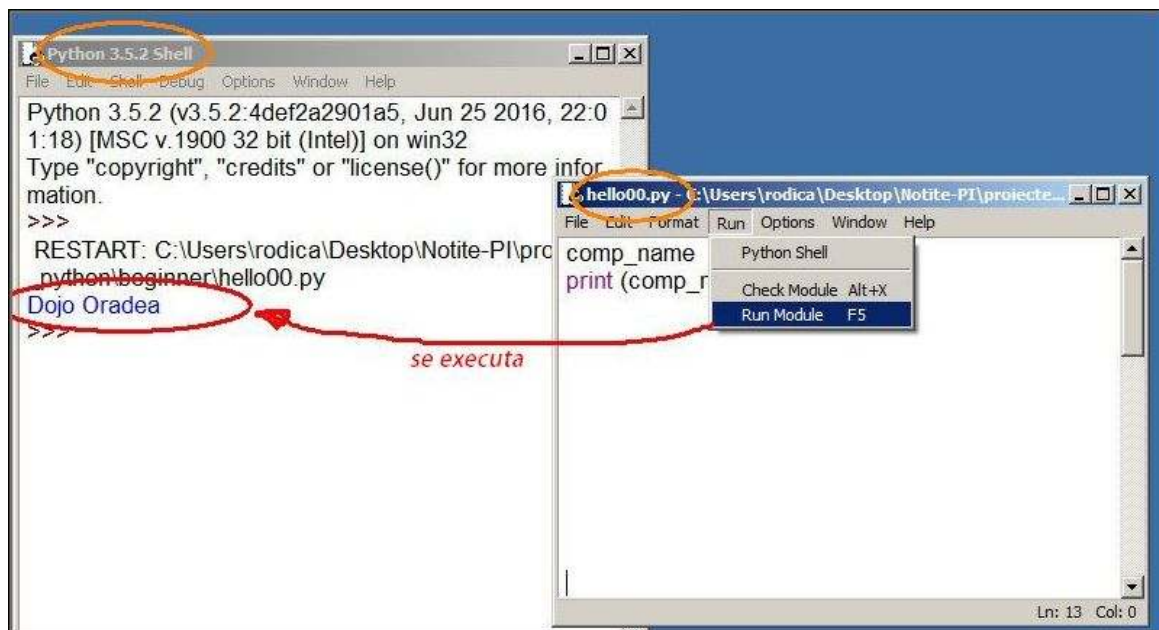 Python 3.5.2 Shell
File Edit Shell Debug Options Window Help
Python 3.5.2 (v3.5.2:4def2a2901a5, Jun 25 2016, 22:0
1:18) [MSC v.1900 32 bit (Intel)] on win32
Type "copyright", "credits" or "license()" for more infor
mation.
>>>
RESTART: C:\Users\rodica\Desktop\Notite-PI\pro
_python\beginner\hello00.py
Dojo Oradea
>>>
se executa
hello00.py - C:\Users\rodica\Desktop\Notite-PI\proiecte...
File Edit Format Run Options Window Help
comp_name
print (comp_n
Python Shell
Check Module Alt+X
Run Module F5
Ln: 13 Col: 0